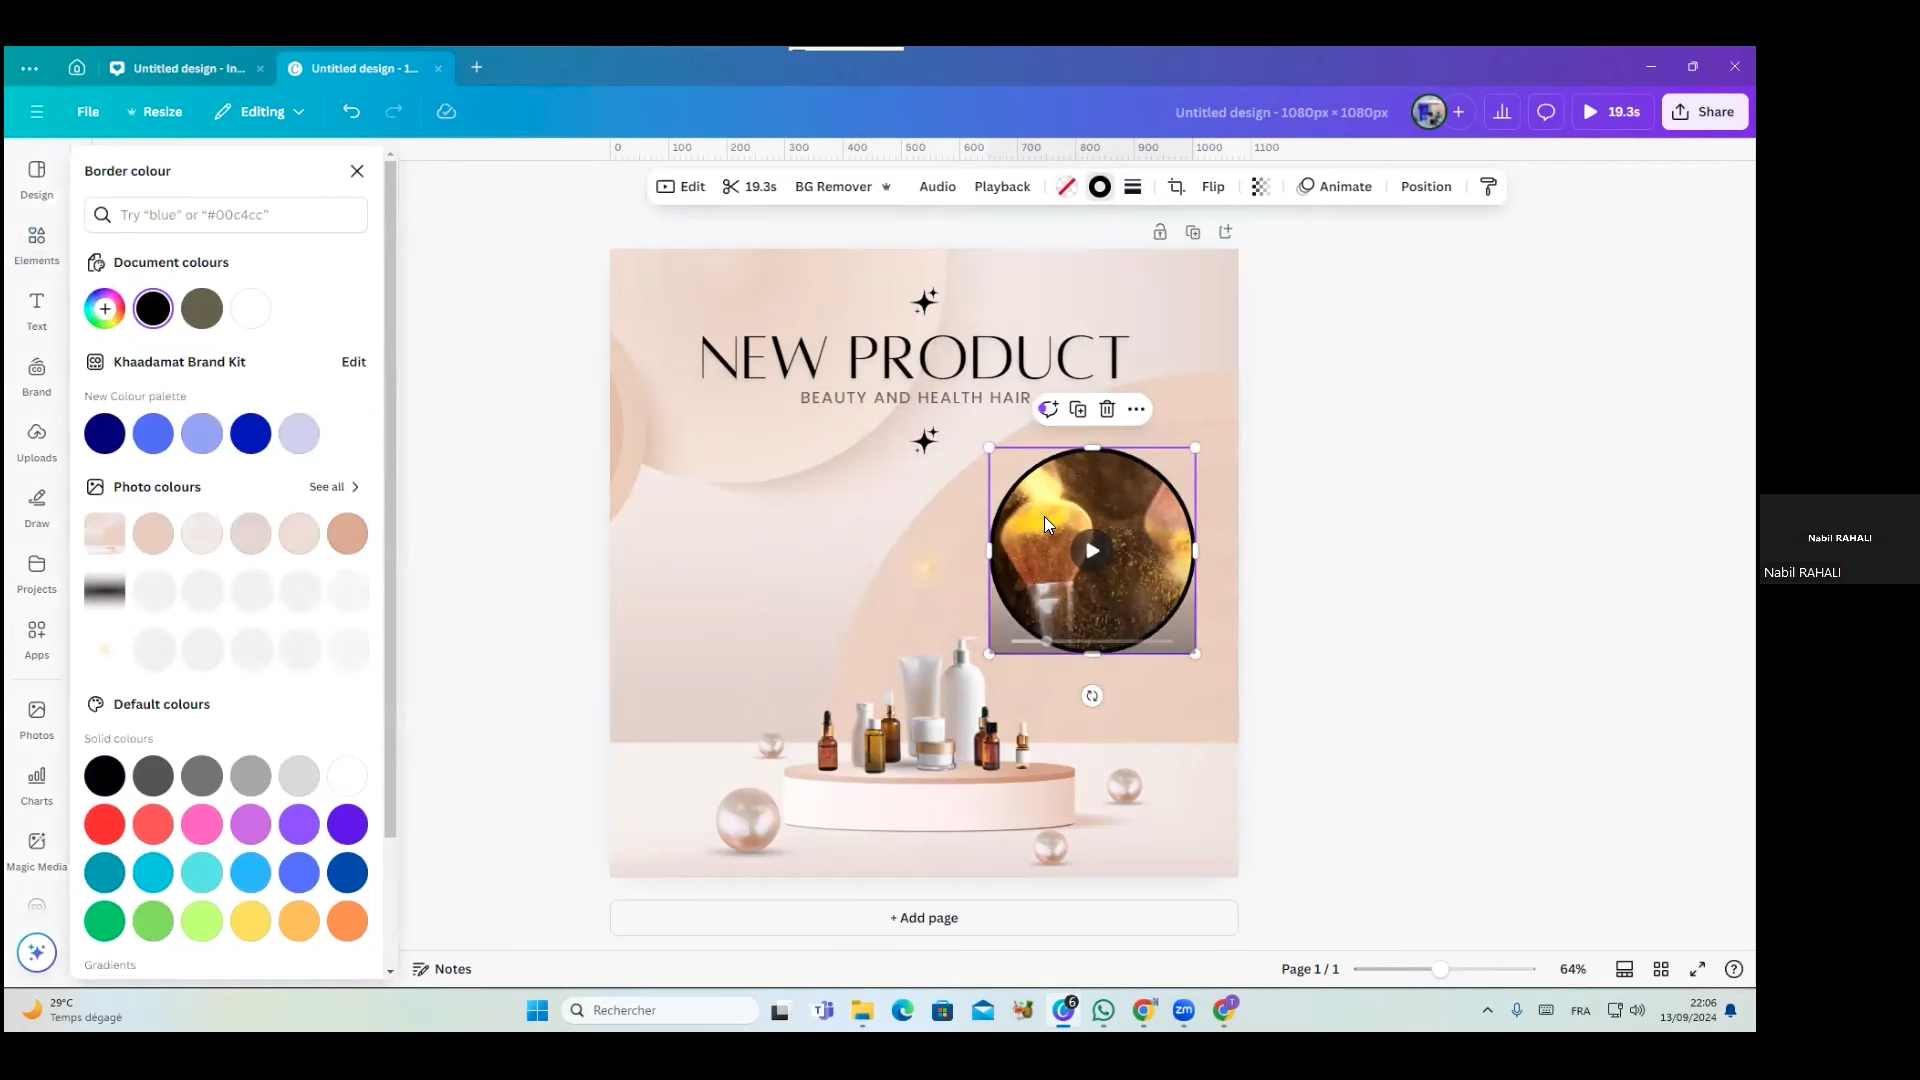 Untitled design - In...
Untitled design - 1...
File
Resize
Editing
Untitled design - 1080px × 1080px
19.3s
Share
Design
Elements
Text
Brand
Uploads
Draw
Projects
Apps
Photos
Charts
Magic Media
Border colour
Try “blue” or “#00c4cc”
Document colours
Khaadamat Brand Kit
Edit
New Colour palette
Photo colours
See all
Default colours
Solid colours
Gradients
0 100 200 300 400 500 600 700 800 900 1000 1100
Edit
19.3s
BG Remover
Audio
Playback
Flip
Animate
Position
NEW PRODUCT
BEAUTY AND HEALTH HAIR
+ Add page
Notes
Page 1 / 1
64%
Nabil RAHALI
Nabil RAHALI
29°C
Temps dégagé
Rechercher
6
FRA
22:06
13/09/2024